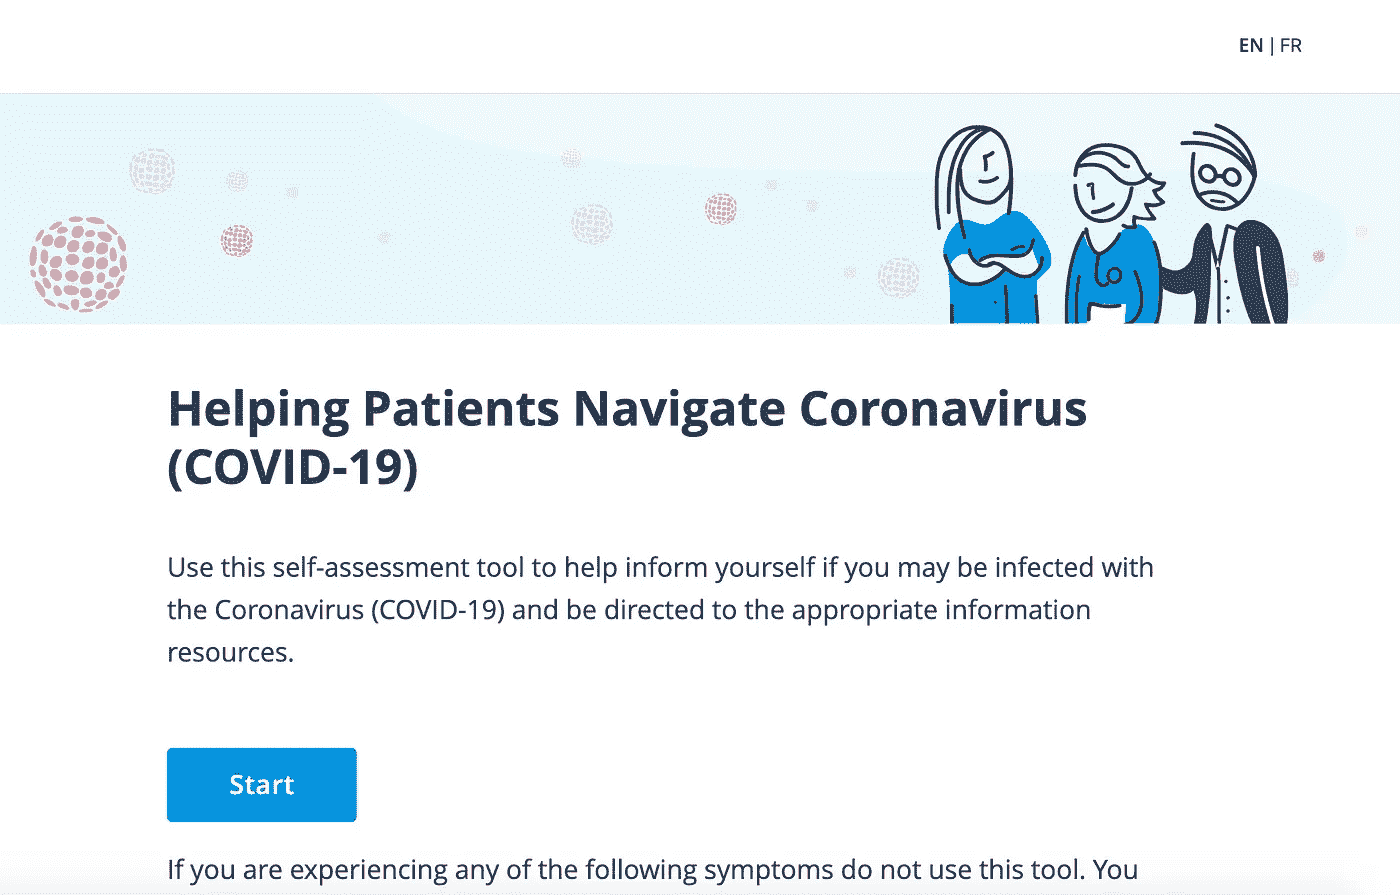 EN | FR
Helping Patients Navigate Coronavirus
(COVID-19)
Use this self-assessment tool to help inform yourself if you may be infected with
the Coronavirus (COVID-19) and be directed to the appropriate information
resources.
Start
If you are experiencing any of the following symptoms do not use this tool. You